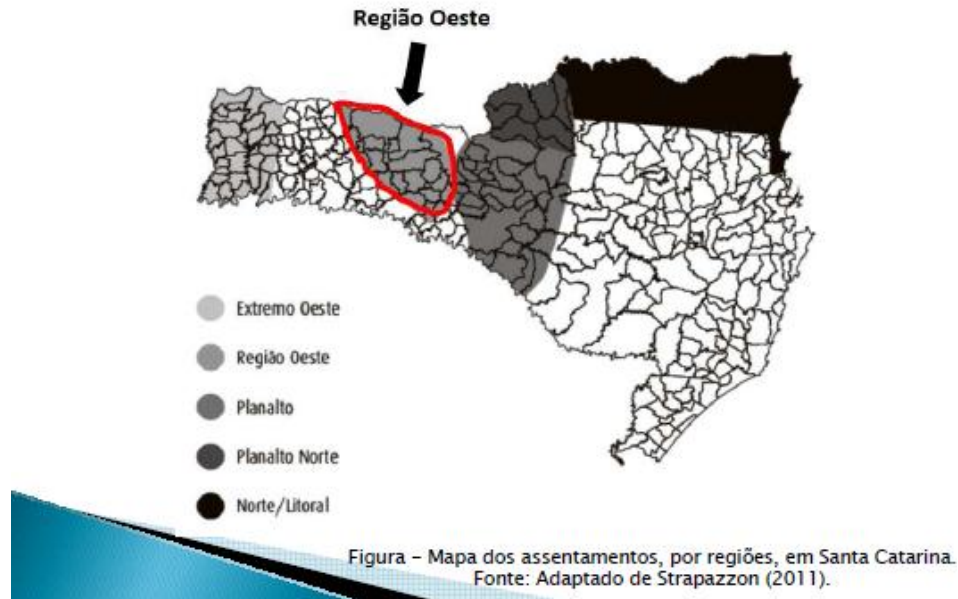 Região Oeste
Extremo Oeste
Região Oeste
Planalto
Planalto Norte
Norte/Litoral
Figura – Mapa dos assentamentos, por regiões, em Santa Catarina.
Fonte: Adaptado de Strapazzon (2011).